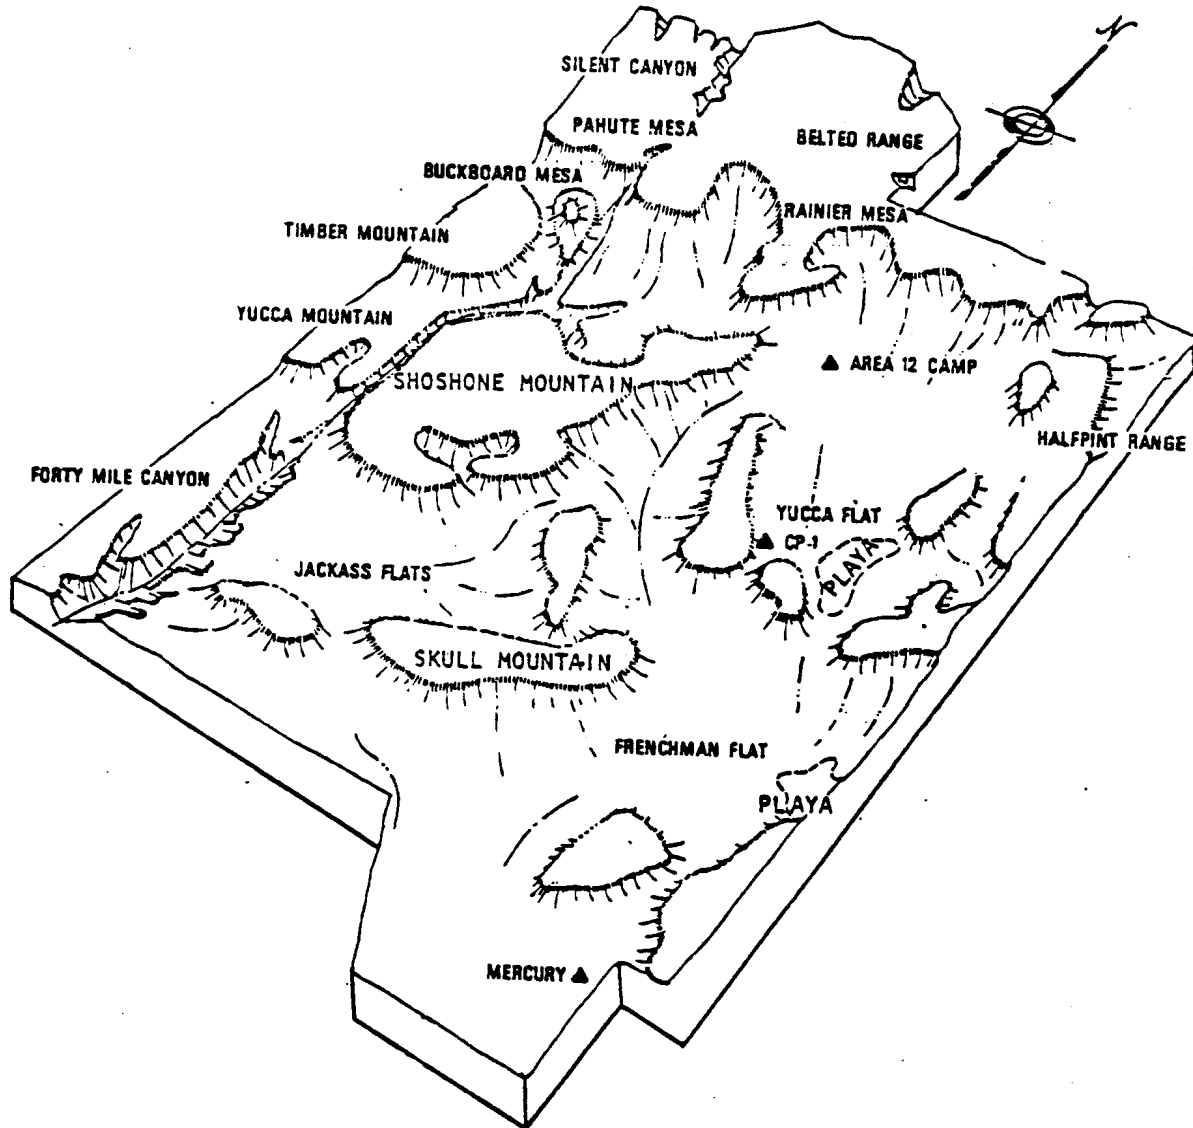 N
SILENT CANYON
PAHUTE MESA
BELTED RANGE
BUCKBOARD MESA
RAINIER MESA
TIMBER MOUNTAIN
YUCCA MOUNTAIN
SHOSHONE MOUNTAIN
AREA 12 CAMP
HALFPINT RANGE
FORTY MILE CANYON
YUCCA FLAT
CP-1
PLAYA
JACKASS FLATS
SKULL MOUNTAIN
FRENCHMAN FLAT
PLAYA
MERCURY